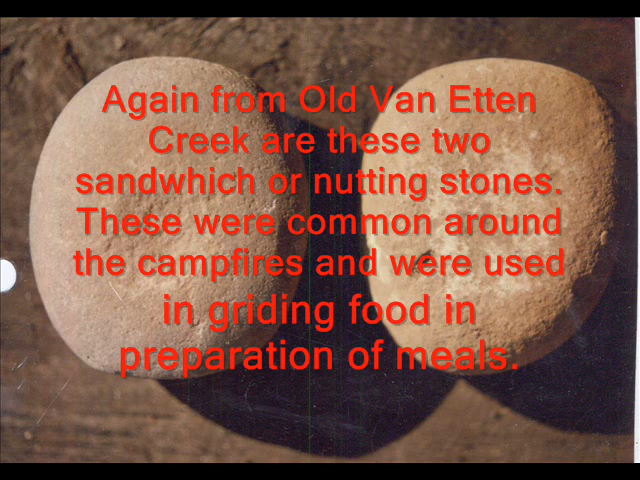 Again from Old Van Etten
Creek are these two
sandwhich or nutting stones.
These were common around
the campfires and were used
in griding food in
preparation of meals.